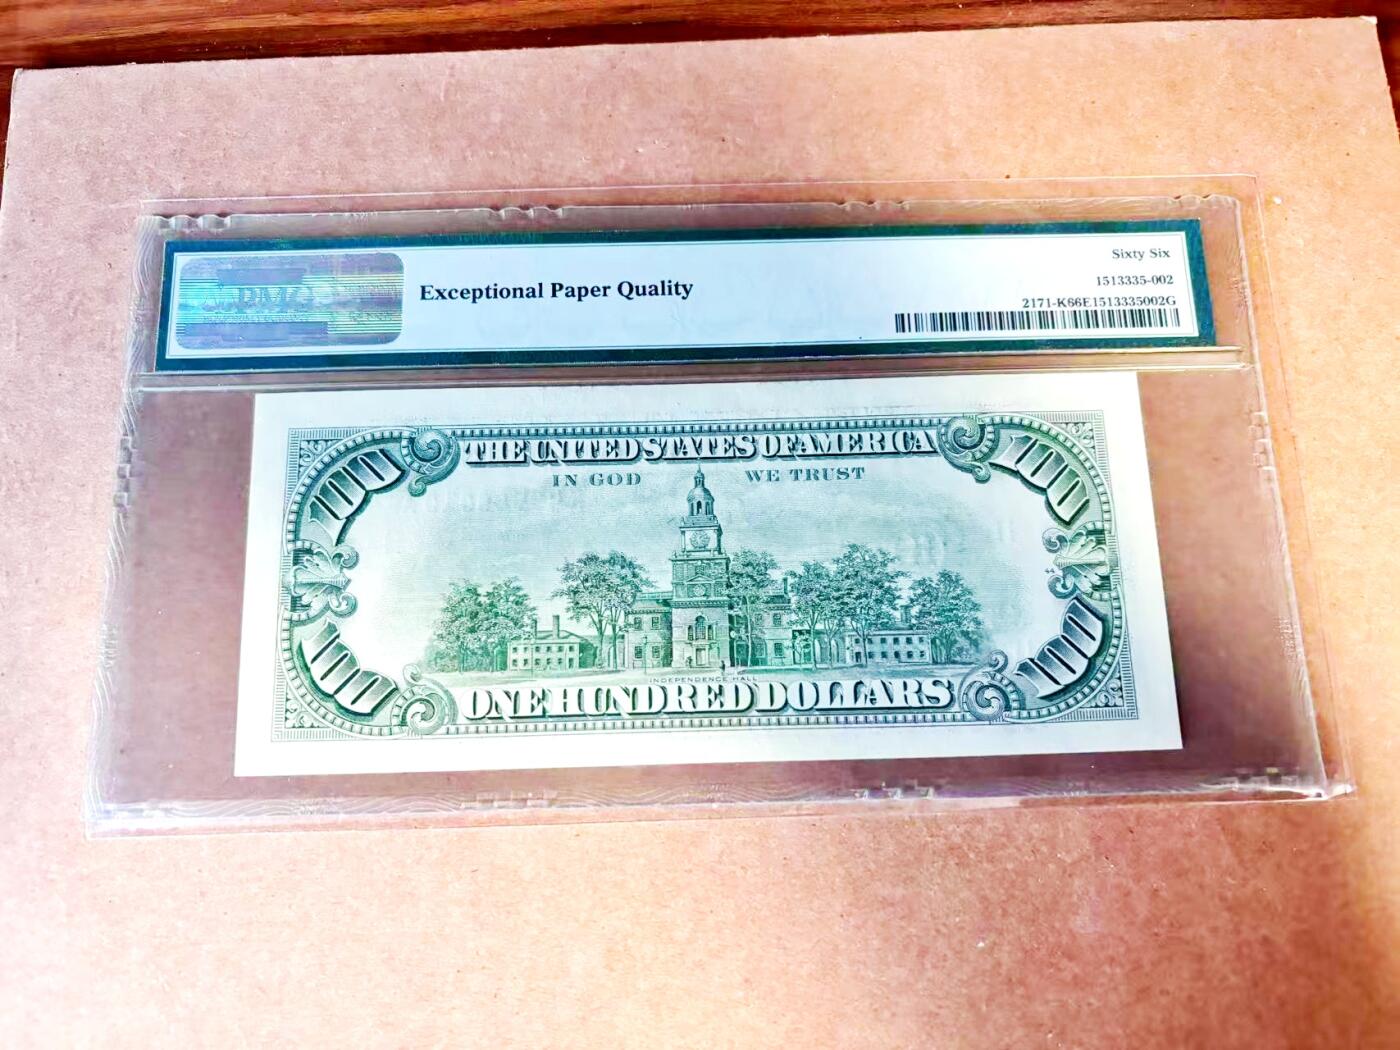 PMG
Exceptional Paper Quality
Sixty Six
1513335-002
2171-K66E1513335002G
THE UNITED STATES OF AMERICA
IN GOD WE TRUST
100
100
100
100
INDEPENDENCE HALL
ONE HUNDRED DOLLARS